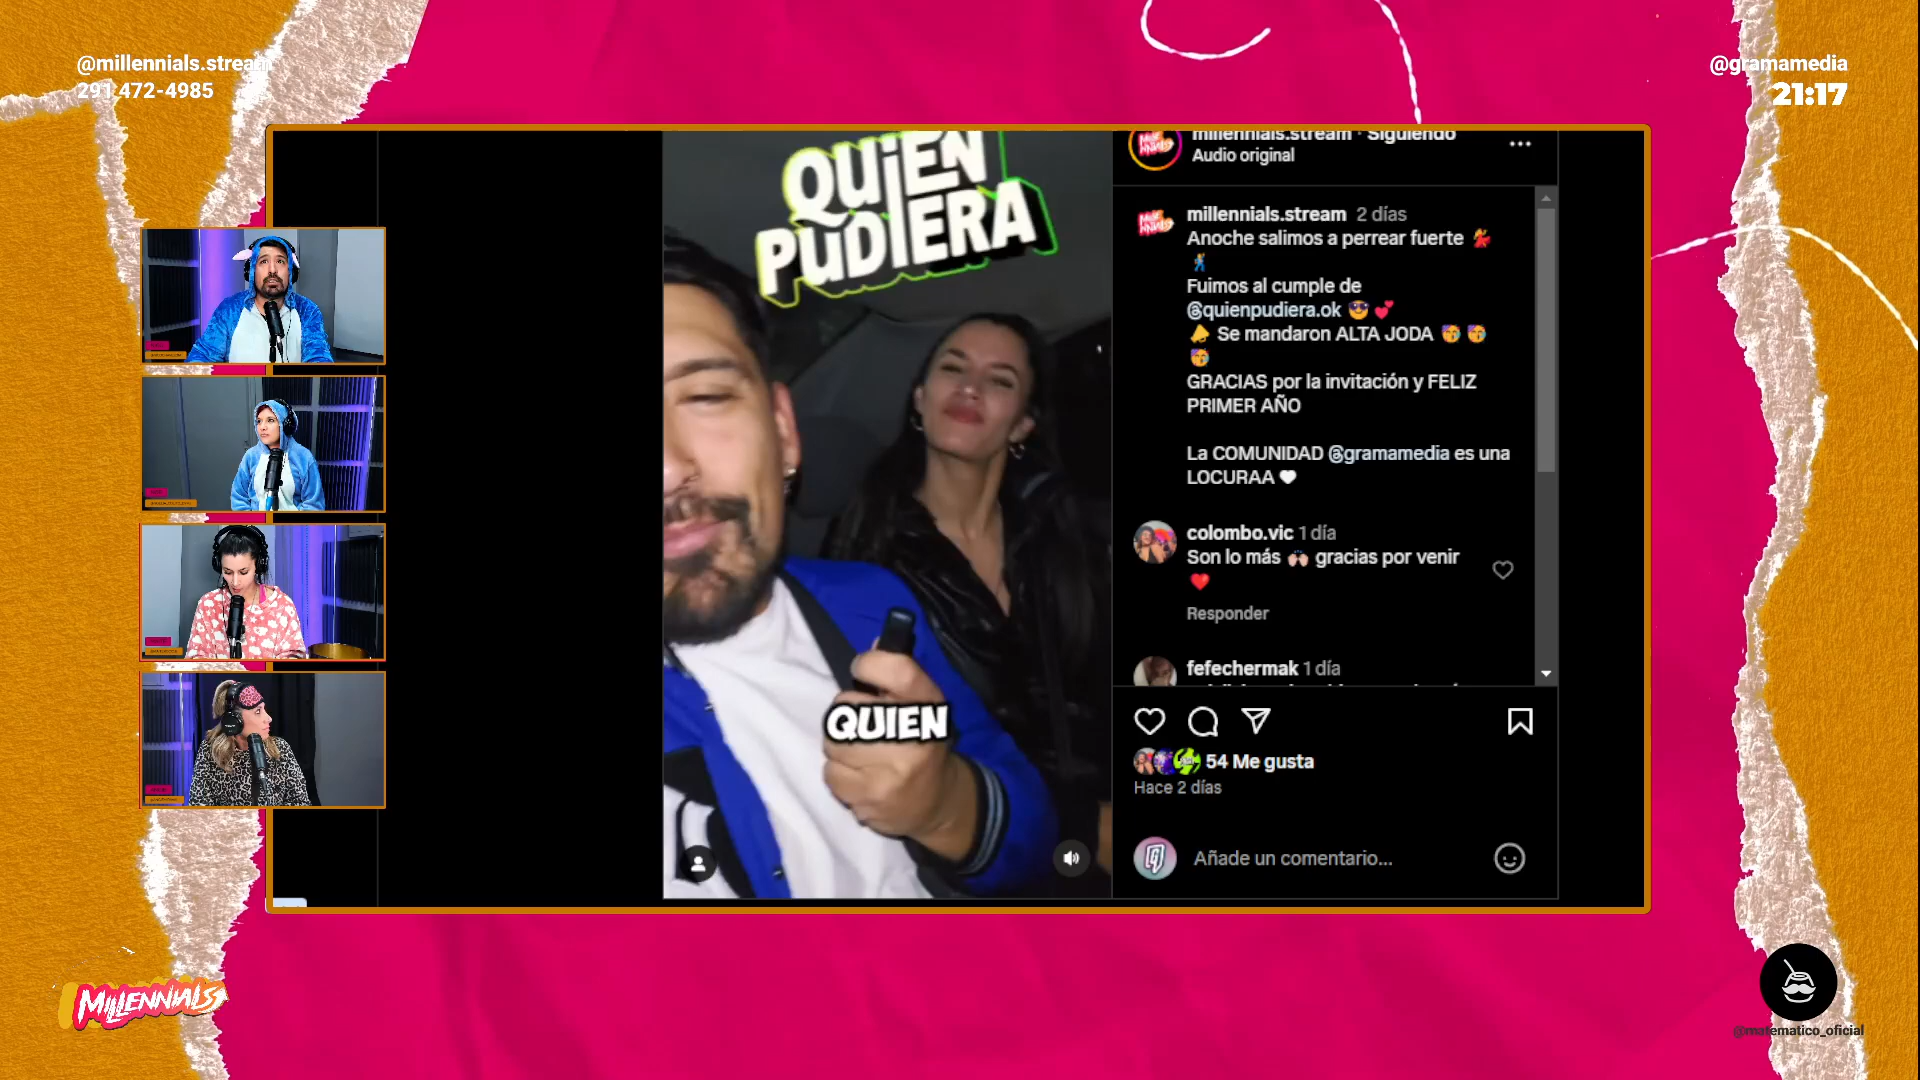 @millennials.stream
291 472-4985
@gramamedia
21:17
QUiEN
PUDIERA
QUIEN
millennials.stream · Siguiendo
Audio original
millennials.stream 2 días
Anoche salimos a perrear fuerte 💃
🕺
Fuimos al cumple de
@quienpudiera.ok 😎 💕
📣 Se mandaron ALTA JODA 🥳 🥳
🥳
GRACIAS por la invitación y FELIZ
PRIMER AÑO
La COMUNIDAD @gramamedia es una
LOCURAA 🤍
colombo.vic 1 día
Son lo más 🙌🏻 gracias por venir
❤️
Responder
fefechermak 1 día
54 Me gusta
Hace 2 días
Añade un comentario...
MILLENNIALS
@matematico_oficial